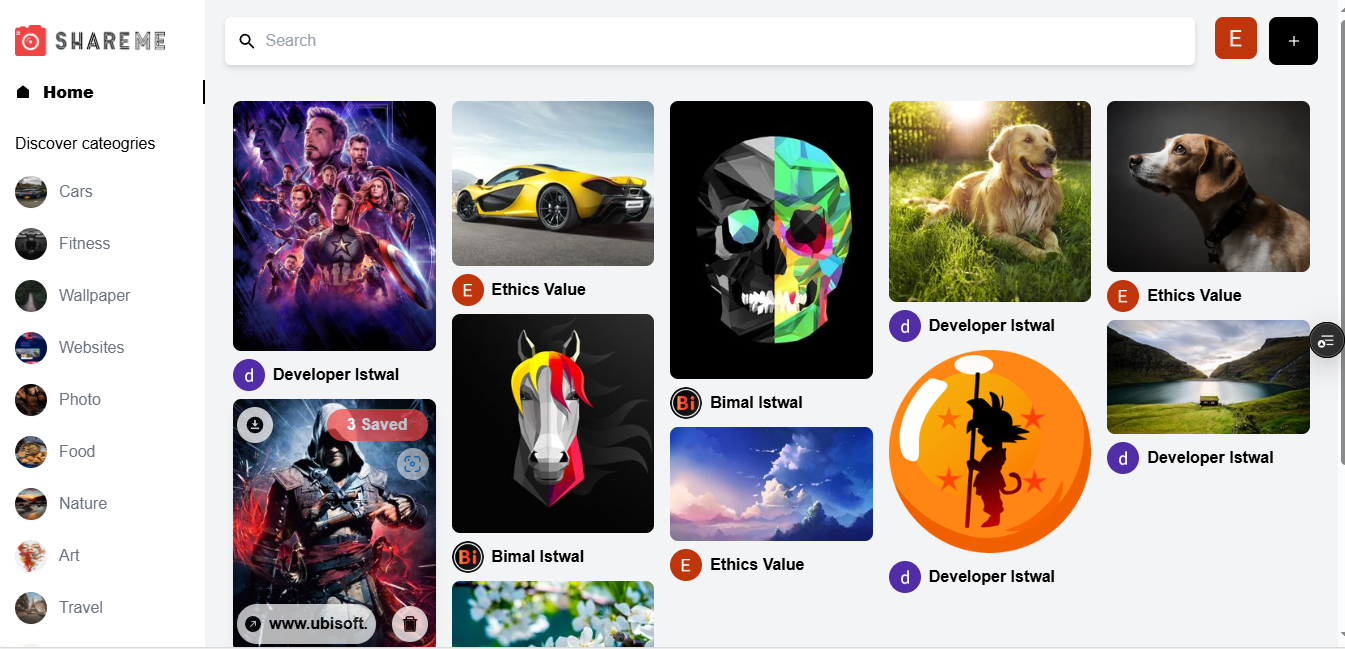 SHAREME
Search
E
+
Home
Discover cateogries
Cars
Fitness
Wallpaper
Websites
Photo
Food
Nature
Art
Travel
d Developer Istwal
3 Saved
www.ubisoft.
E Ethics Value
Bi Bimal Istwal
Bi Bimal Istwal
E Ethics Value
d Developer Istwal
d Developer Istwal
E Ethics Value
d Developer Istwal